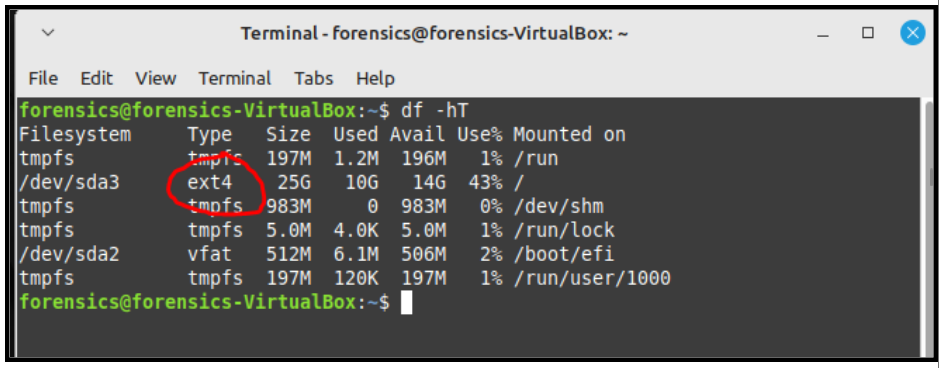 Terminal - forensics@forensics-VirtualBox: ~
File Edit View Terminal Tabs Help
forensics@forensics-VirtualBox:~$ df -hT
Filesystem Type Size Used Avail Use% Mounted on
tmpfs tmpfs 197M 1.2M 196M 1% /run
/dev/sda3 ext4 25G 10G 14G 43% /
tmpfs tmpfs 983M 0 983M 0% /dev/shm
tmpfs tmpfs 5.0M 4.0K 5.0M 1% /run/lock
/dev/sda2 vfat 512M 6.1M 506M 2% /boot/efi
tmpfs tmpfs 197M 120K 197M 1% /run/user/1000
forensics@forensics-VirtualBox:~$